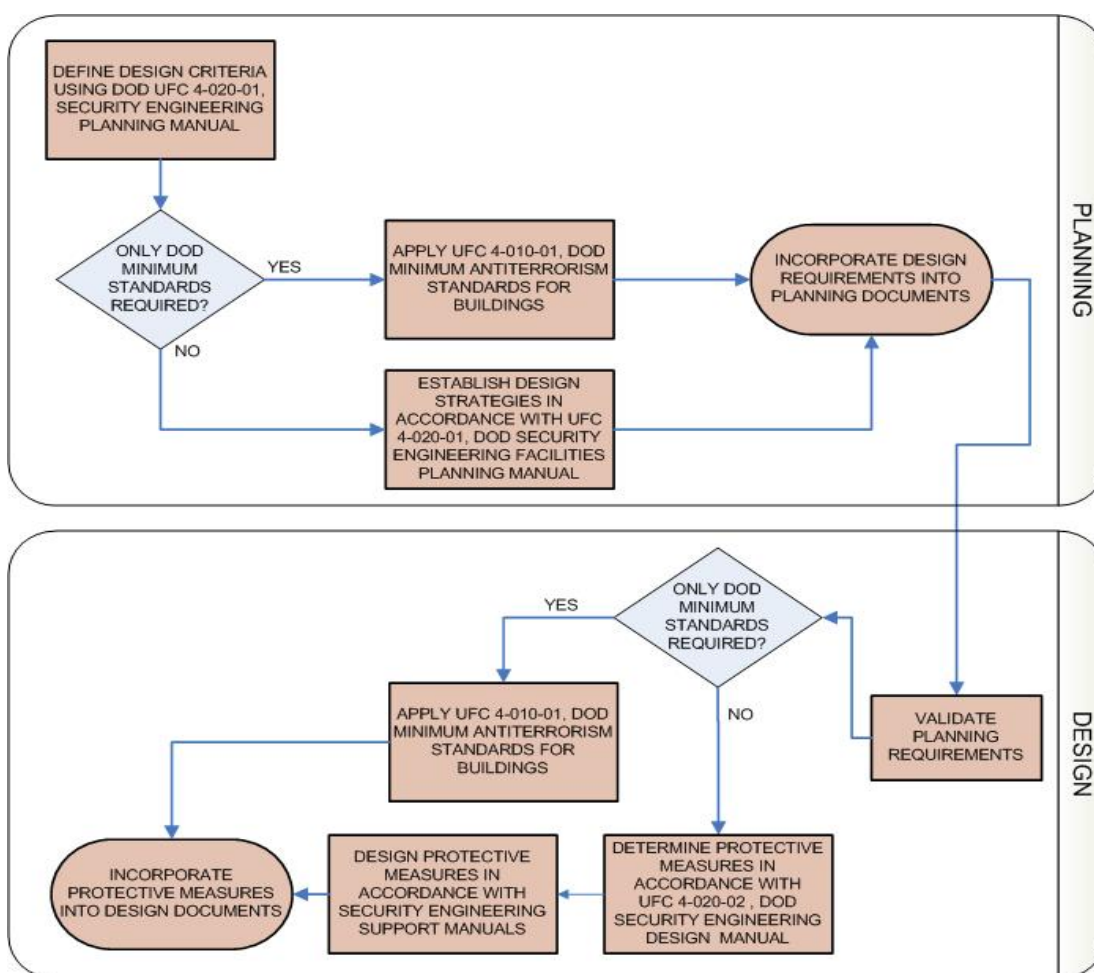 DEFINE DESIGN CRITERIA
USING DOD UFC 4-020-01,
SECURITY ENGINEERING
PLANNING MANUAL
ONLY DOD
MINIMUM
STANDARDS
REQUIRED?
YES
NO
APPLY UFC 4-010-01, DOD
MINIMUM ANTITERRORISM
STANDARDS FOR
BUILDINGS
ESTABLISH DESIGN
STRATEGIES IN
ACCORDANCE WITH UFC
4-020-01, DOD SECURITY
ENGINEERING FACILITIES
PLANNING MANUAL
INCORPORATE DESIGN
REQUIREMENTS INTO
PLANNING DOCUMENTS
PLANNING
VALIDATE
PLANNING
REQUIREMENTS
ONLY DOD
MINIMUM
STANDARDS
REQUIRED?
YES
NO
APPLY UFC 4-010-01, DOD
MINIMUM ANTITERRORISM
STANDARDS FOR
BUILDINGS
DETERMINE PROTECTIVE
MEASURES IN
ACCORDANCE WITH
UFC 4-020-02 , DOD
SECURITY ENGINEERING
DESIGN MANUAL
DESIGN PROTECTIVE
MEASURES IN
ACCORDANCE WITH
SECURITY ENGINEERING
SUPPORT MANUALS
INCORPORATE
PROTECTIVE MEASURES
INTO DESIGN DOCUMENTS
DESIGN